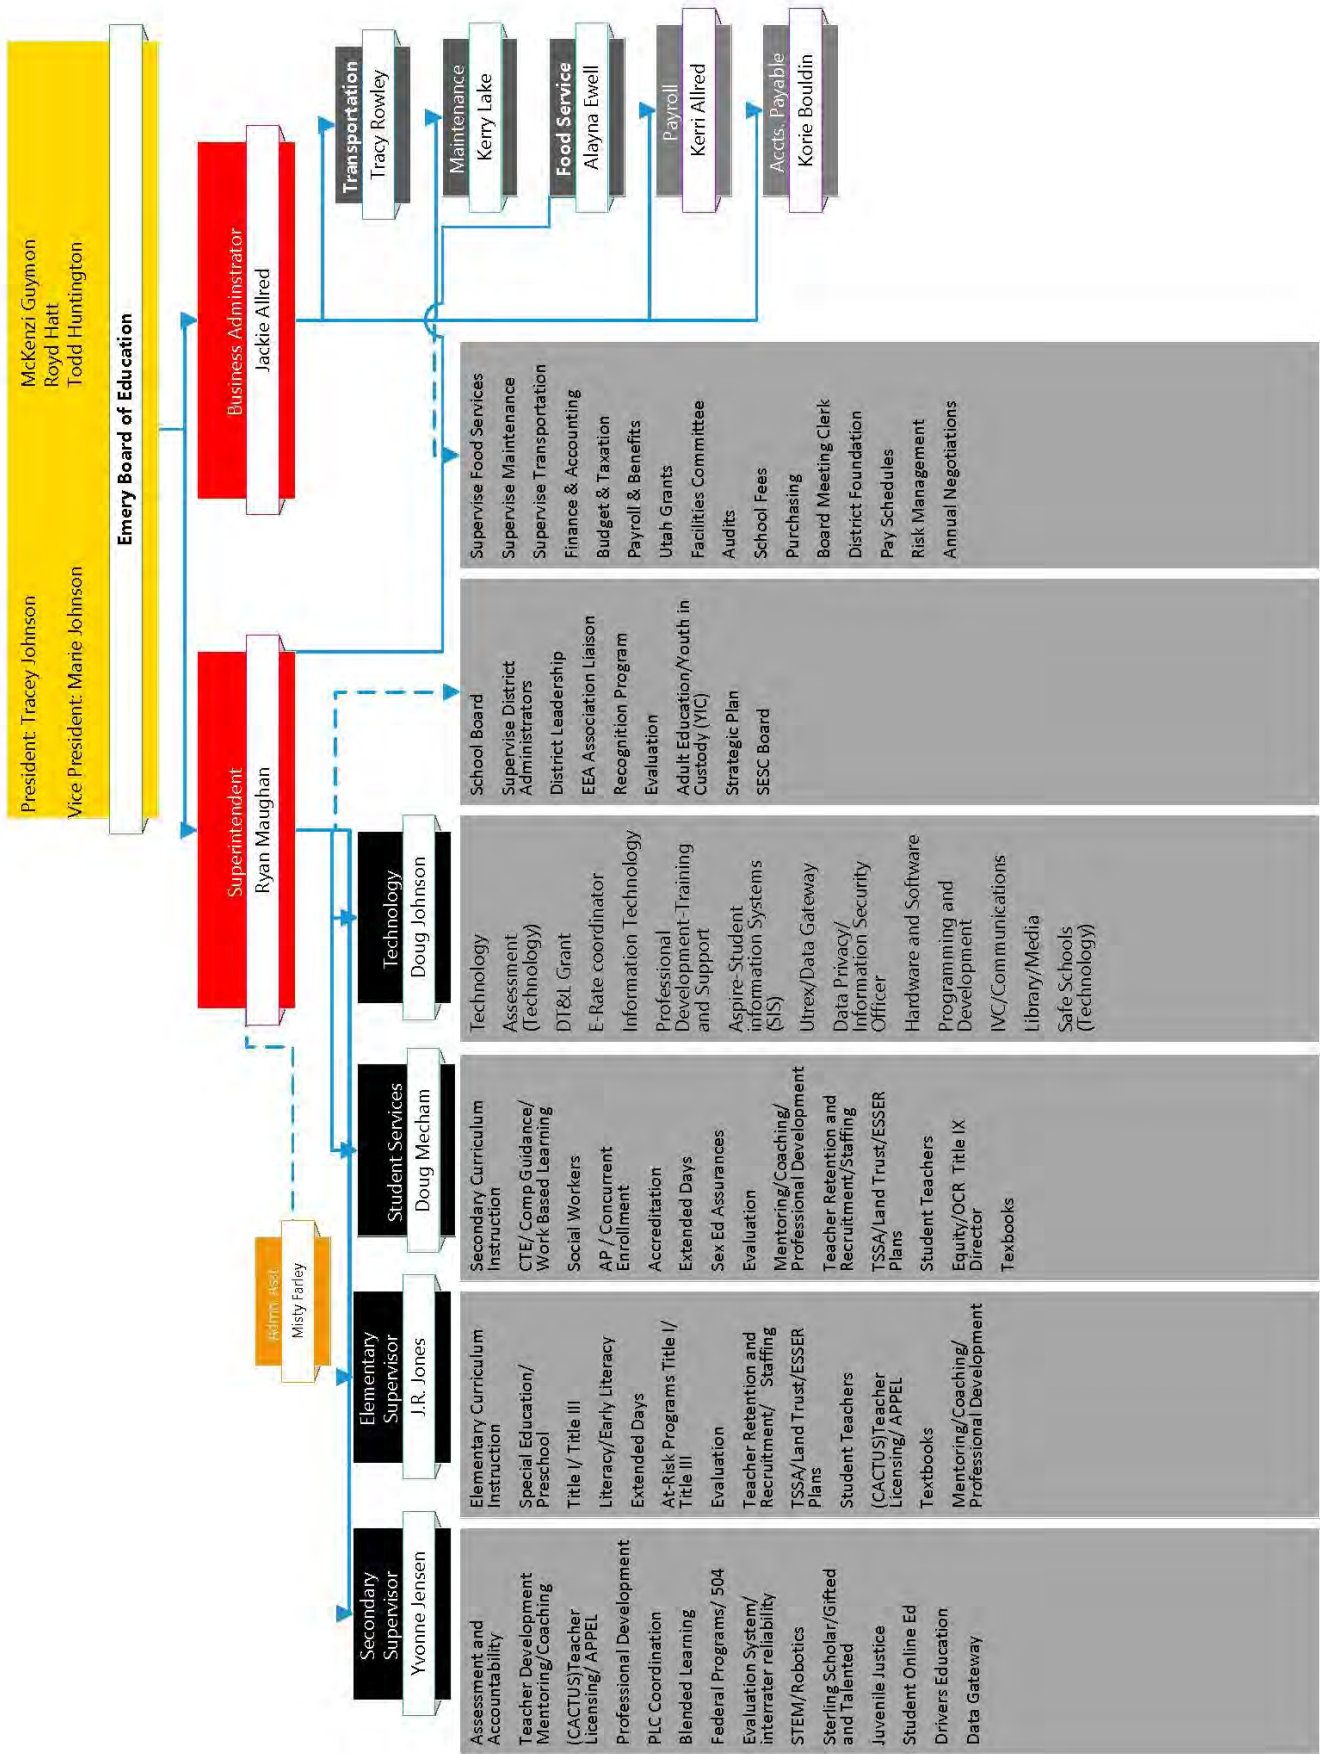 President: Tracey Johnson
Vice President: Marie Johnson
McKenzi Guymon
Royd Hatt
Todd Huntington
Emery Board of Education
Superintendent
Ryan Maughan
Business Adminstrator
Jackie Allred
Admn. Asst
Misty Farley
Transportation
Tracy Rowley
Maintenance
Kerry Lake
Food Service
Alayna Ewell
Payroll
Kerri Allred
Accts. Payable
Korie Bouldin
Secondary
Supervisor
Yvonne Jensen
Elementary
Supervisor
J.R. Jones
Student Services
Doug Mecham
Technology
Doug Johnson
Assessment and
Accountability
Teacher Development
Mentoring/Coaching
(CACTUS)Teacher
Licensing/ APPEL
Professional Development
PLC Coordination
Blended Learning
Federal Programs/ 504
Evaluation System/
interrater reliability
STEM/Robotics
Sterling Scholar/Gifted
and Talented
Juvenile Justice
Student Online Ed
Drivers Education
Data Gateway
Elementary Curriculum
Instruction
Special Education/
Preschool
Title I/ Title III
Literacy/Early Literacy
Extended Days
At-Risk Programs Title I/
Title III
Evaluation
Teacher Retention and
Recruitment/ Staffing
TSSA/Land Trust/ESSER
Plans
Student Teachers
(CACTUS)Teacher
Licensing/ APPEL
Textbooks
Mentoring/Coaching/
Professional Development
Secondary Curriculum
Instruction
CTE/ Comp Guidance/
Work Based Learning
Social Workers
AP / Concurrent
Enrollment
Accreditation
Extended Days
Sex Ed Assurances
Evaluation
Mentoring/Coaching/
Professional Development
Teacher Retention and
Recruitment/Staffing
TSSA/Land Trust/ESSER
Plans
Student Teachers
Equity/OCR Title IX
Director
Texbooks
Technology
Assessment
(Technology)
DT&L Grant
E-Rate coordinator
Information Technology
Professional
Development-Training
and Support
Aspire-Student
information Systems
(SIS)
Utrex/Data Gateway
Data Privacy/
Information Security
Officer
Hardware and Software
Programming and
Development
IVC/Communications
Library/Media
Safe Schools
(Technology)
School Board
Supervise District
Administrators
District Leadership
EEA Association Liaison
Recognition Program
Evaluation
Adult Education/Youth in
Custody (YIC)
Strategic Plan
SESC Board
Supervise Food Services
Supervise Maintenance
Supervise Transportation
Finance & Accounting
Budget & Taxation
Payroll & Benefits
Utah Grants
Facilities Committee
Audits
School Fees
Purchasing
Board Meeting Clerk
District Foundation
Pay Schedules
Risk Management
Annual Negotiations